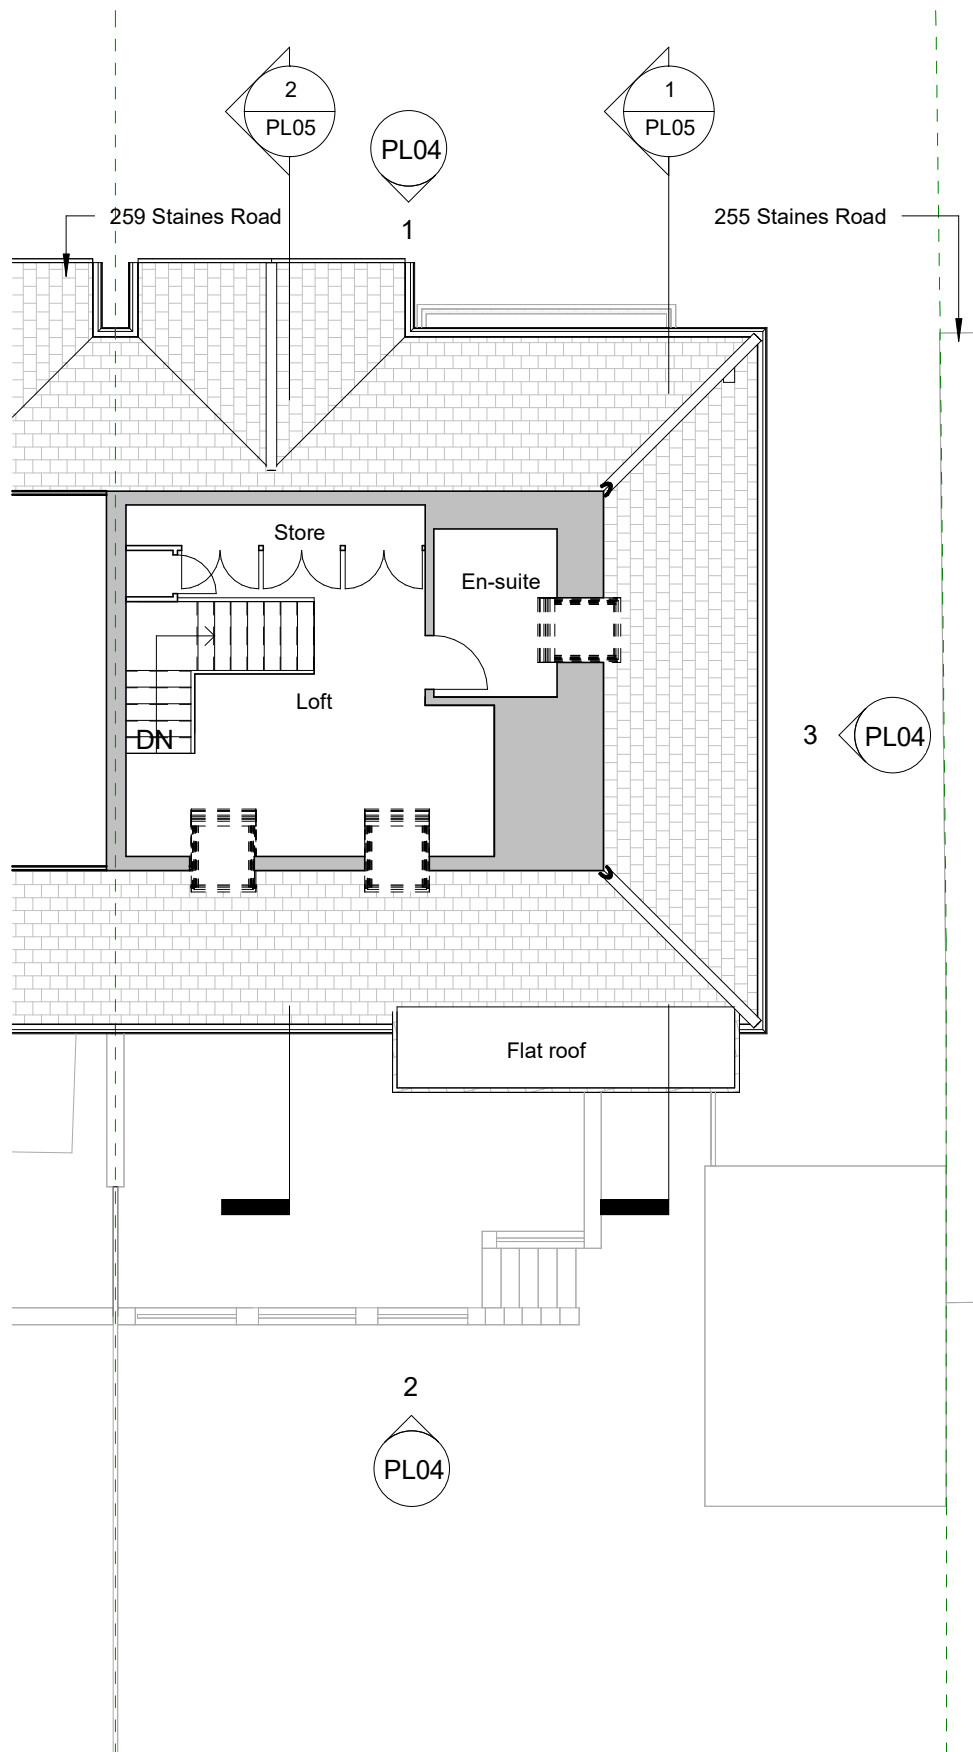 2
PL05
1
PL05
PL04
1
259 Staines Road
255 Staines Road
Store
En-suite
Loft
DN
3
PL04
Flat roof
2
PL04